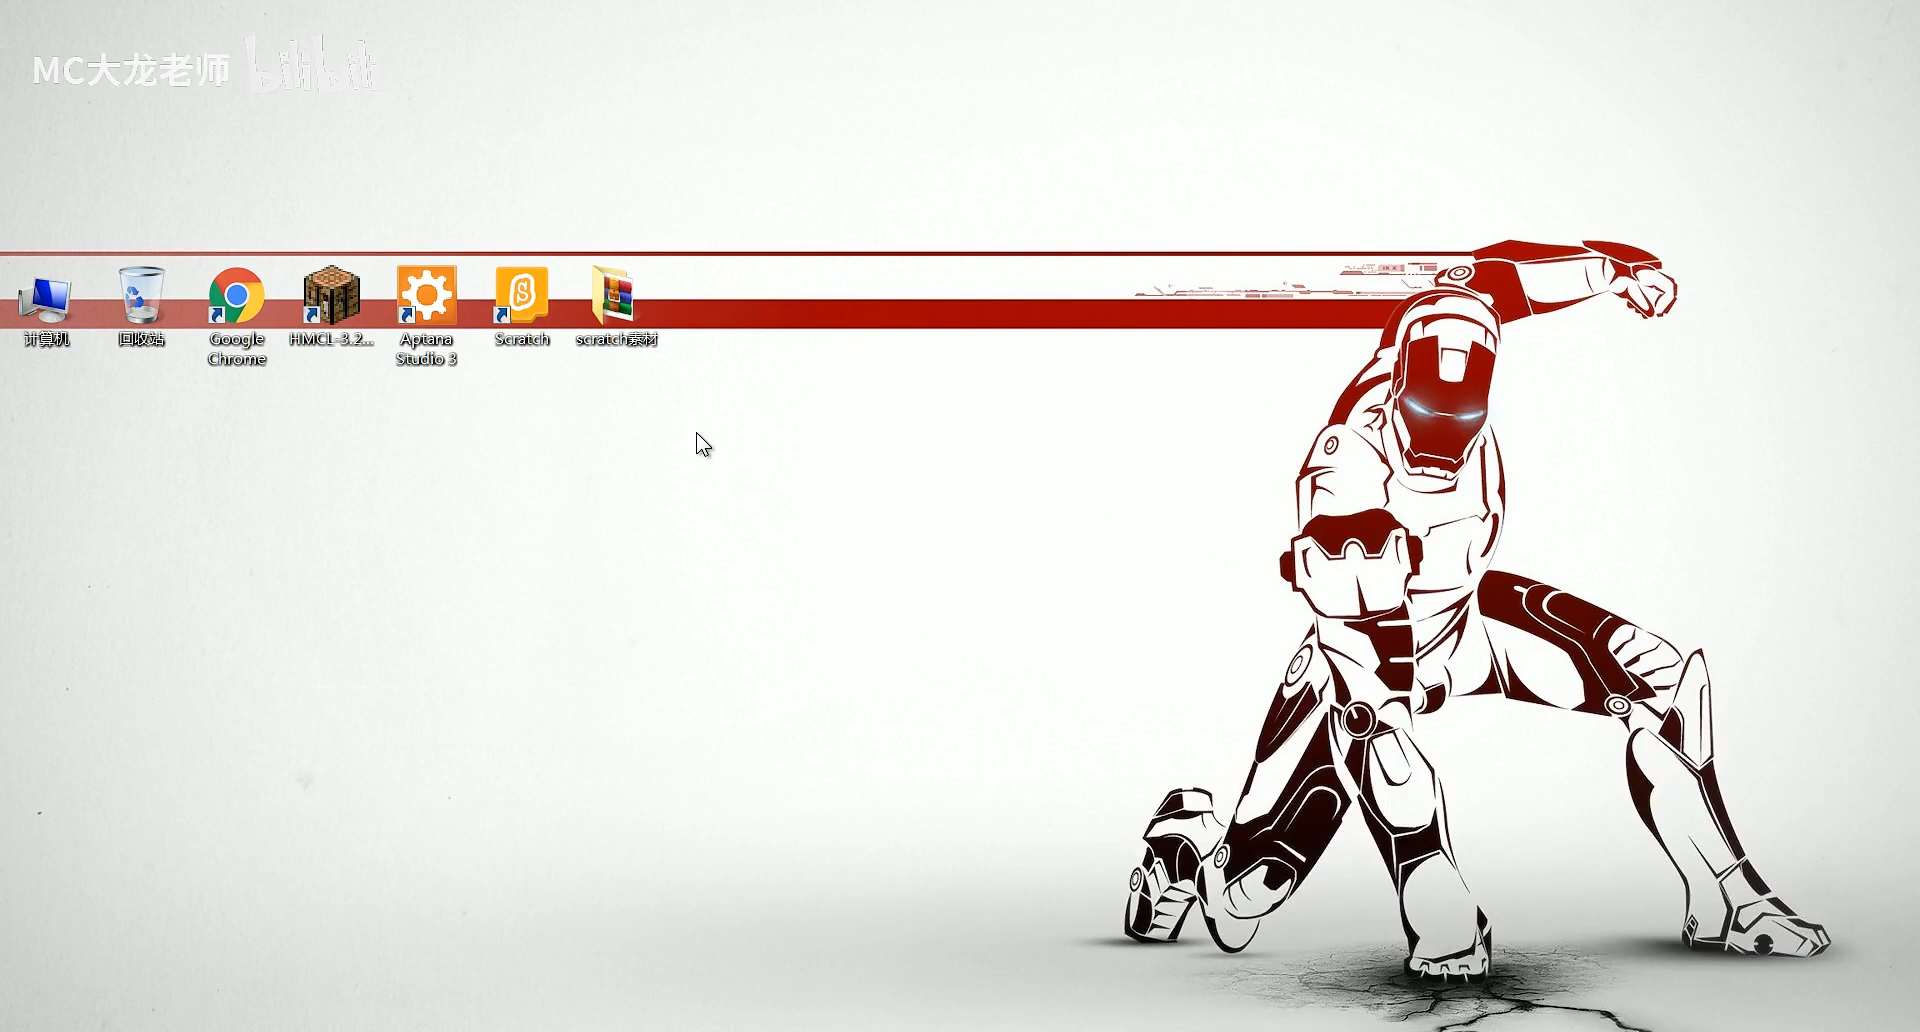 MC大龙老师 bilibili
计算机
回收站
Google
Chrome
HMCL-3.2...
Aptana
Studio 3
Scratch
scratch素材